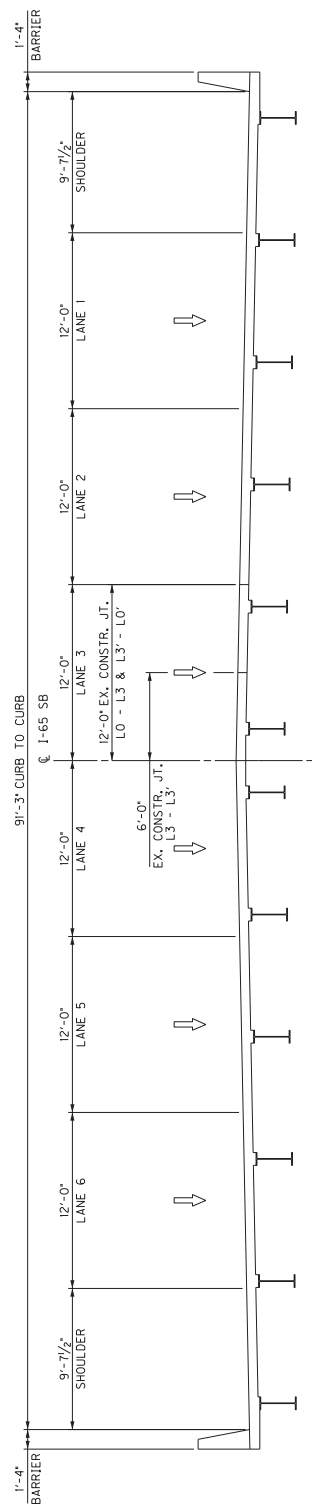 91'-3" CURB TO CURB
1'-4"
BARRIER
9'-7½"
SHOULDER
12'-0"
LANE 6
12'-0"
LANE 5
12'-0"
LANE 4
℄ I-65 SB
12'-0"
LANE 3
12'-0"
LANE 2
12'-0"
LANE 1
9'-7½"
SHOULDER
1'-4"
BARRIER
12'-0" EX. CONSTR. JT.
L0 - L3 & L3' - L0'
6'-0"
EX. CONSTR. JT.
L3 - L3'